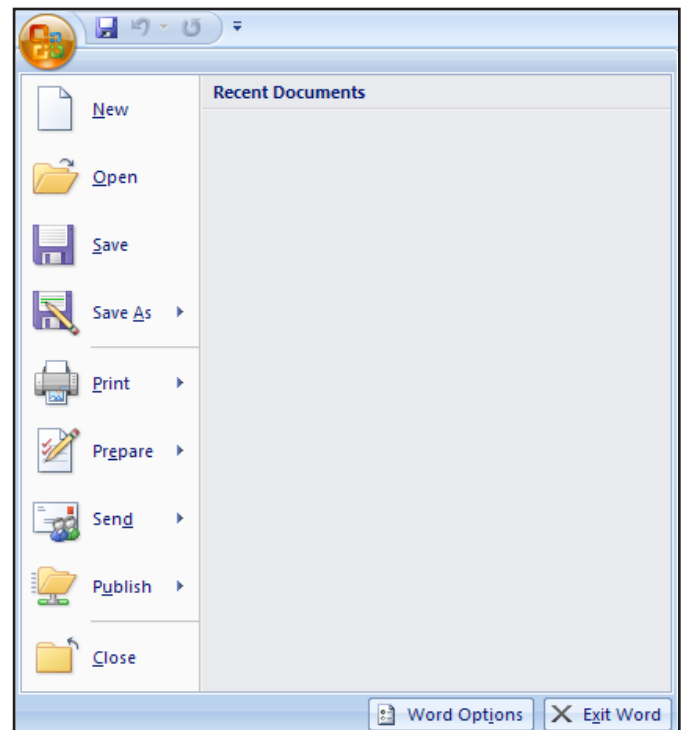 Recent Documents
New
Open
Save
Save As
Print
Prepare
Send
Publish
Close
Word Options
Exit Word